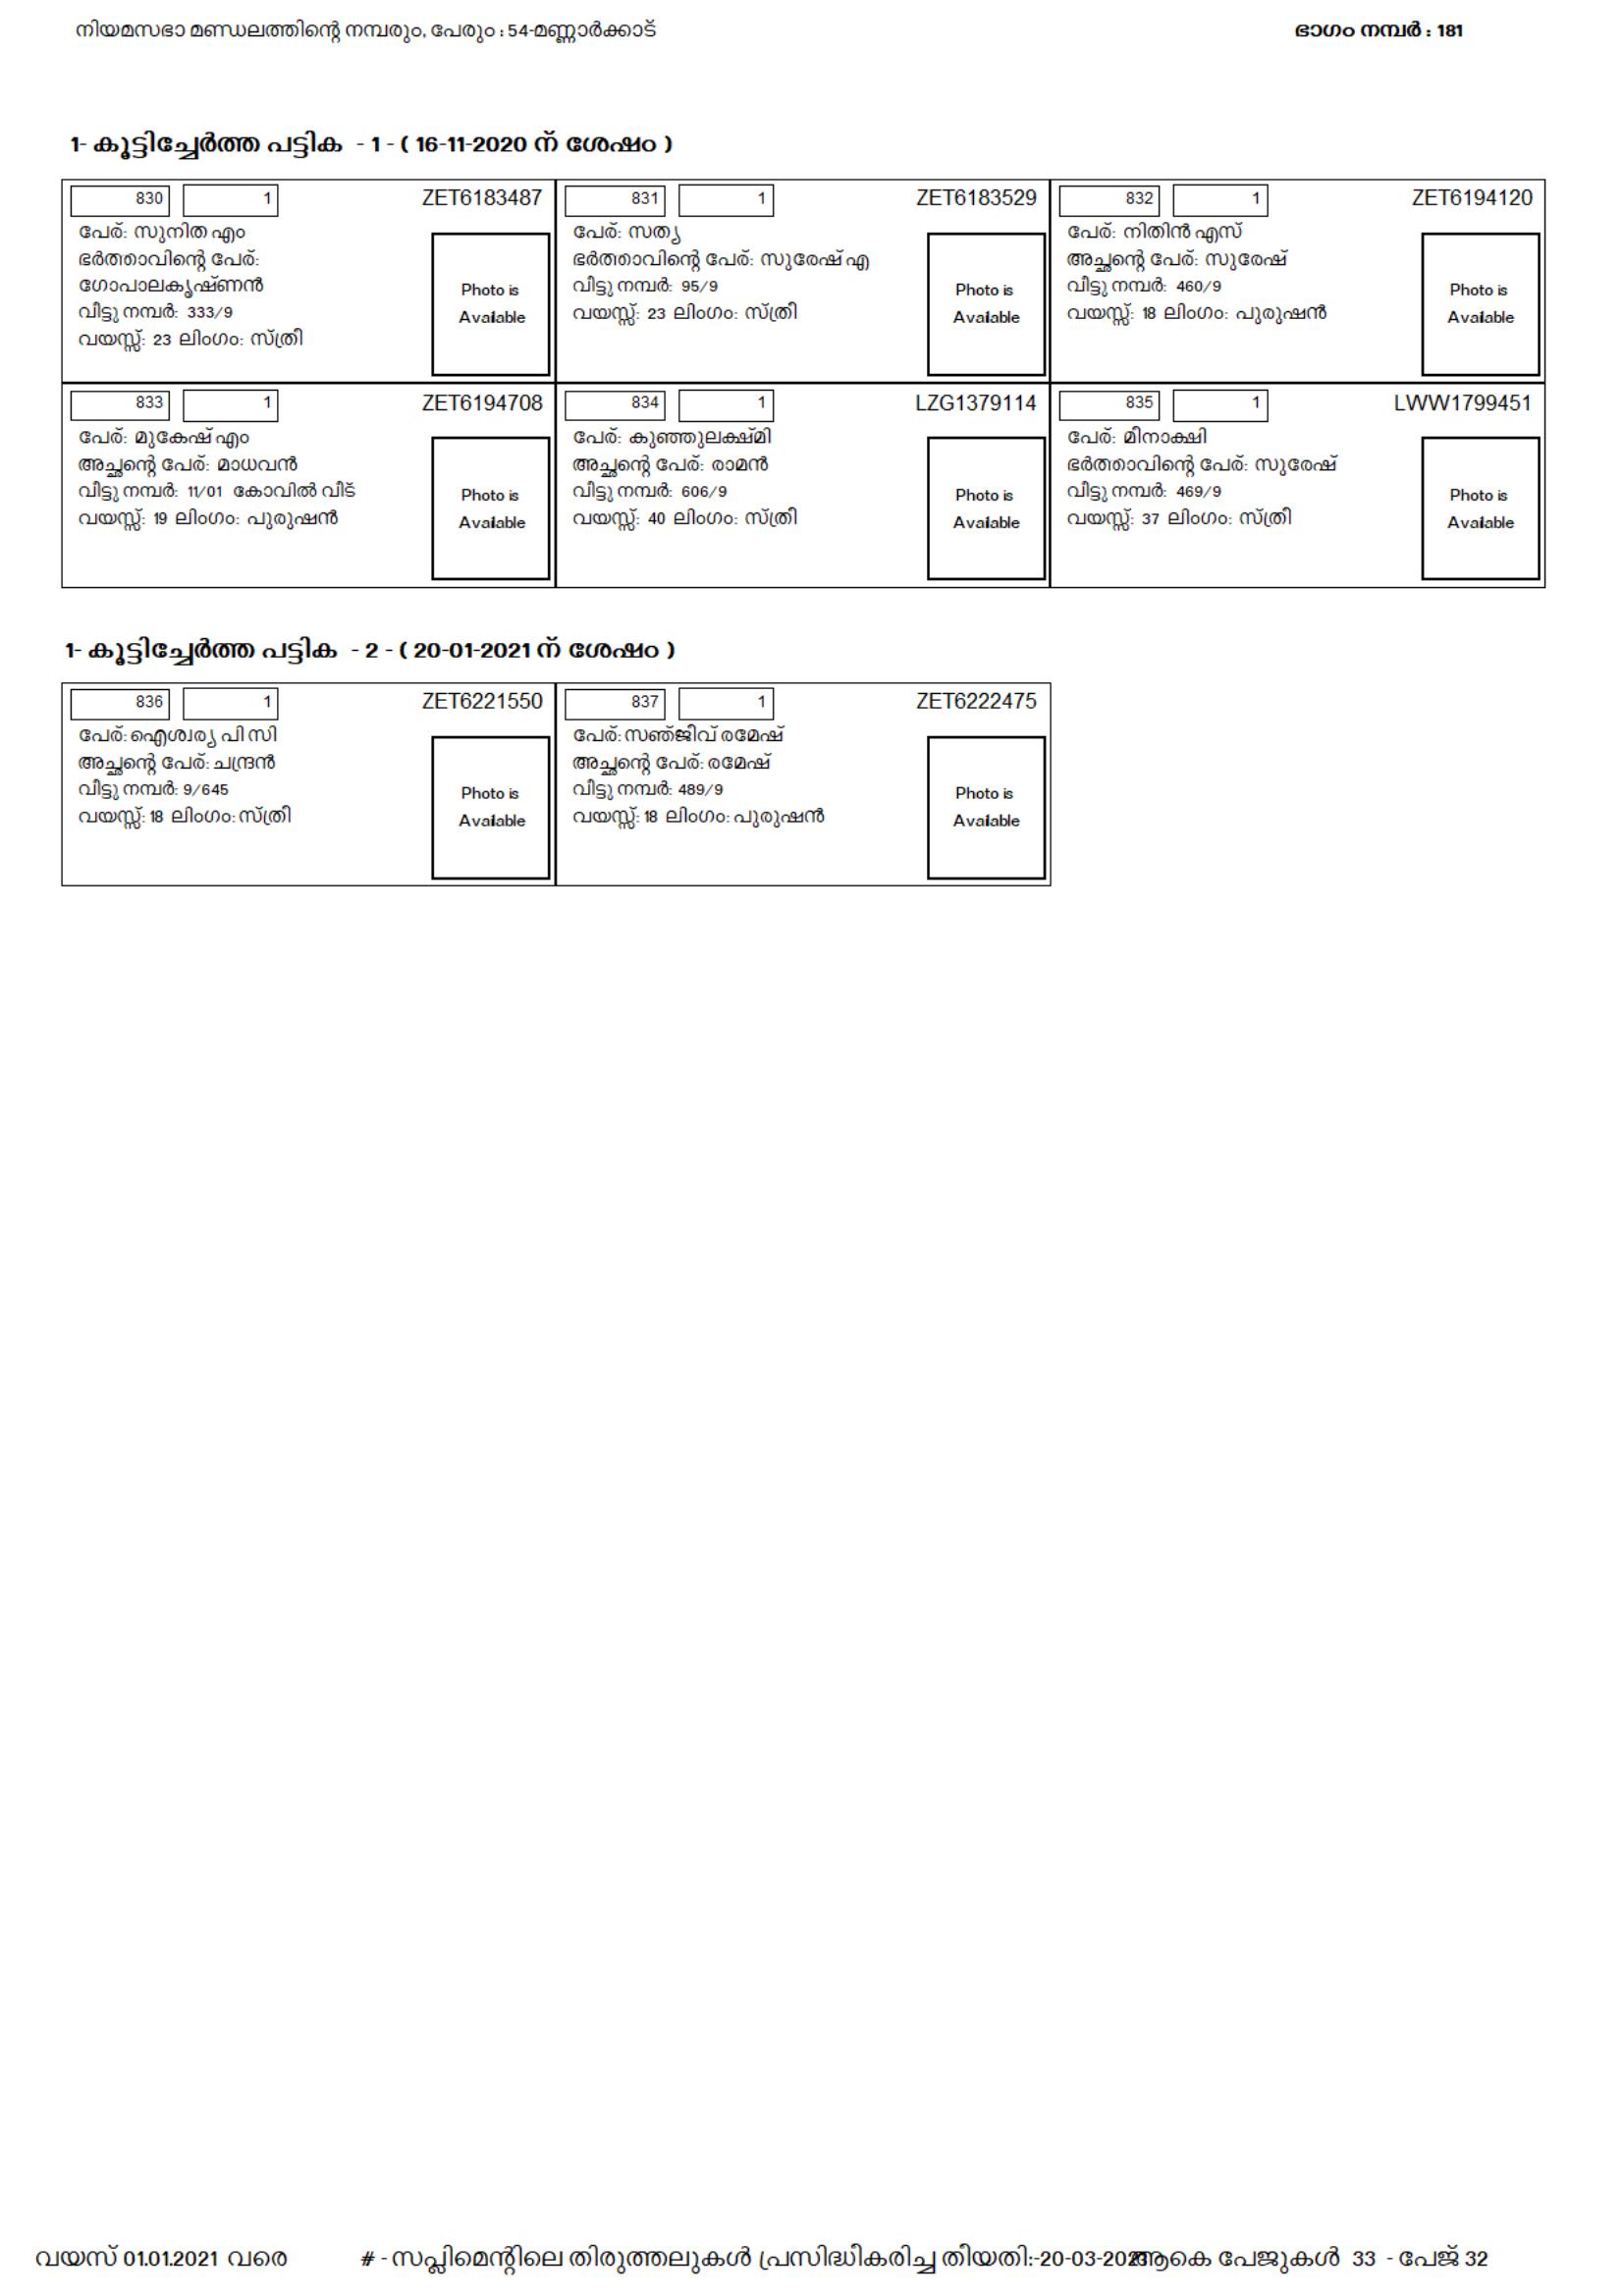 നിയമസഭാ മണ്ഡലത്തിന്റെ നമ്പരും, പേരും : 54-മണ്ണാർക്കാട്
ഭാഗം നമ്പർ : 181
1- കൂട്ടിച്ചേർത്ത പട്ടിക - 1 - ( 16-11-2020 ന് ശേഷം )
830 1 ZET6183487
പേര്: സുനിത എം
ഭർത്താവിന്റെ പേര്:
ഗോപാലകൃഷ്ണൻ
വീട്ടു നമ്പർ: 333/9
വയസ്സ്: 23 ലിംഗം: സ്ത്രീ
Photo is
Available
831 1 ZET6183529
പേര്: സത്യ
ഭർത്താവിന്റെ പേര്: സുരേഷ് എ
വീട്ടു നമ്പർ: 95/9
വയസ്സ്: 23 ലിംഗം: സ്ത്രീ
Photo is
Available
832 1 ZET6194120
പേര്: നിതിൻ എസ്
അച്ഛന്റെ പേര്: സുരേഷ്
വീട്ടു നമ്പർ: 460/9
വയസ്സ്: 18 ലിംഗം: പുരുഷൻ
Photo is
Available
833 1 ZET6194708
പേര്: മുകേഷ് എം
അച്ഛന്റെ പേര്: മാധവൻ
വീട്ടു നമ്പർ: 11/01 കോവിൽ വീട്
വയസ്സ്: 19 ലിംഗം: പുരുഷൻ
Photo is
Available
834 1 LZG1379114
പേര്: കുഞ്ഞുലക്ഷ്മി
അച്ഛന്റെ പേര്: രാമൻ
വീട്ടു നമ്പർ: 606/9
വയസ്സ്: 40 ലിംഗം: സ്ത്രീ
Photo is
Available
835 1 LWW1799451
പേര്: മീനാക്ഷി
ഭർത്താവിന്റെ പേര്: സുരേഷ്
വീട്ടു നമ്പർ: 469/9
വയസ്സ്: 37 ലിംഗം: സ്ത്രീ
Photo is
Available
1- കൂട്ടിച്ചേർത്ത പട്ടിക - 2 - ( 20-01-2021 ന് ശേഷം )
836 1 ZET6221550
പേര്: ഐശ്വര്യ പി സി
അച്ഛന്റെ പേര്: ചന്ദ്രൻ
വീട്ടു നമ്പർ: 9/645
വയസ്സ്: 18 ലിംഗം: സ്ത്രീ
Photo is
Available
837 1 ZET6222475
പേര്: സഞ്ജീവ് രമേഷ്
അച്ഛന്റെ പേര്: രമേഷ്
വീട്ടു നമ്പർ: 489/9
വയസ്സ്: 18 ലിംഗം: പുരുഷൻ
Photo is
Available
വയസ് 01.01.2021 വരെ
# - സപ്ലിമെന്റിലെ തിരുത്തലുകൾ പ്രസിദ്ധീകരിച്ച തീയതി:-20-03-2021
ആകെ പേജുകൾ 33 - പേജ് 32